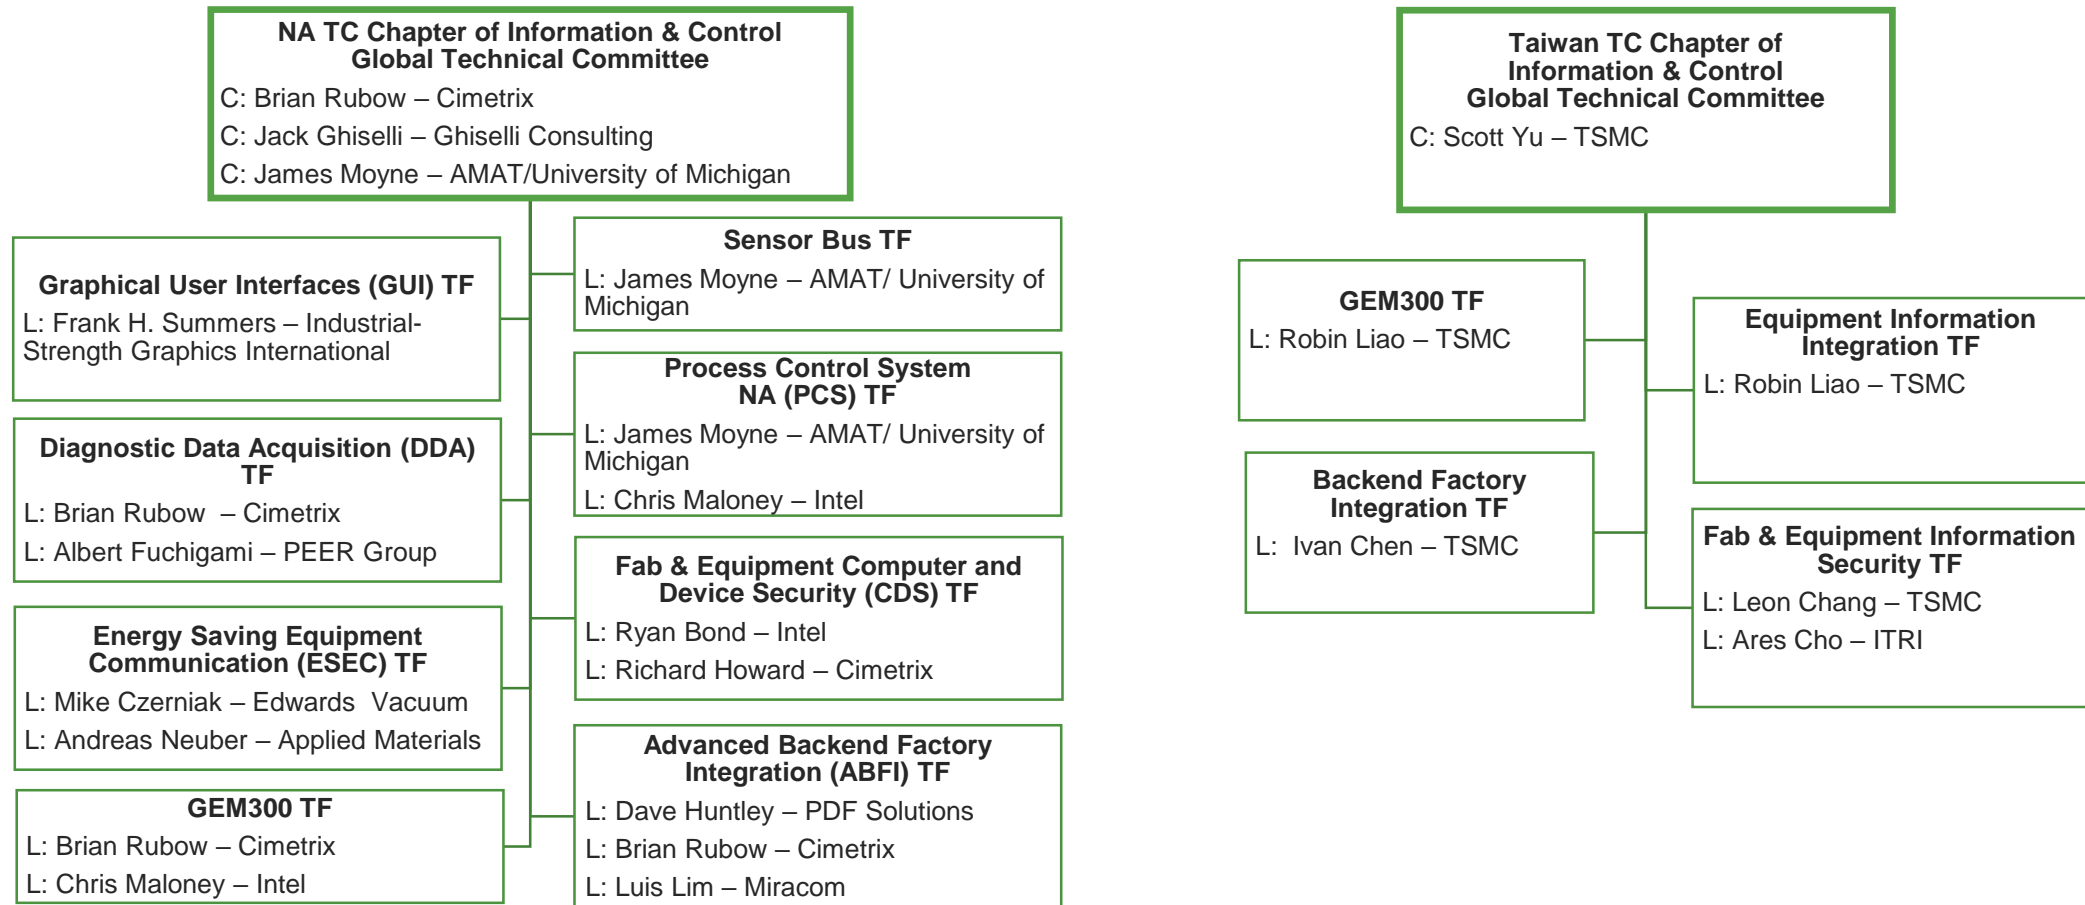 NA TC Chapter of Information & Control
Global Technical Committee
C: Brian Rubow – Cimetrix
C: Jack Ghiselli – Ghiselli Consulting
C: James Moyne – AMAT/University of Michigan
Graphical User Interfaces (GUI) TF
L: Frank H. Summers – Industrial-
Strength Graphics International
Diagnostic Data Acquisition (DDA)
TF
L: Brian Rubow – Cimetrix
L: Albert Fuchigami – PEER Group
Energy Saving Equipment
Communication (ESEC) TF
L: Mike Czerniak – Edwards Vacuum
L: Andreas Neuber – Applied Materials
GEM300 TF
L: Brian Rubow – Cimetrix
L: Chris Maloney – Intel
Sensor Bus TF
L: James Moyne – AMAT/ University of
Michigan
Process Control System
NA (PCS) TF
L: James Moyne – AMAT/ University of
Michigan
L: Chris Maloney – Intel
Fab & Equipment Computer and
Device Security (CDS) TF
L: Ryan Bond – Intel
L: Richard Howard – Cimetrix
Advanced Backend Factory
Integration (ABFI) TF
L: Dave Huntley – PDF Solutions
L: Brian Rubow – Cimetrix
L: Luis Lim – Miracom
Taiwan TC Chapter of
Information & Control
Global Technical Committee
C: Scott Yu – TSMC
GEM300 TF
L: Robin Liao – TSMC
Backend Factory
Integration TF
L: Ivan Chen – TSMC
Equipment Information
Integration TF
L: Robin Liao – TSMC
Fab & Equipment Information
Security TF
L: Leon Chang – TSMC
L: Ares Cho – ITRI